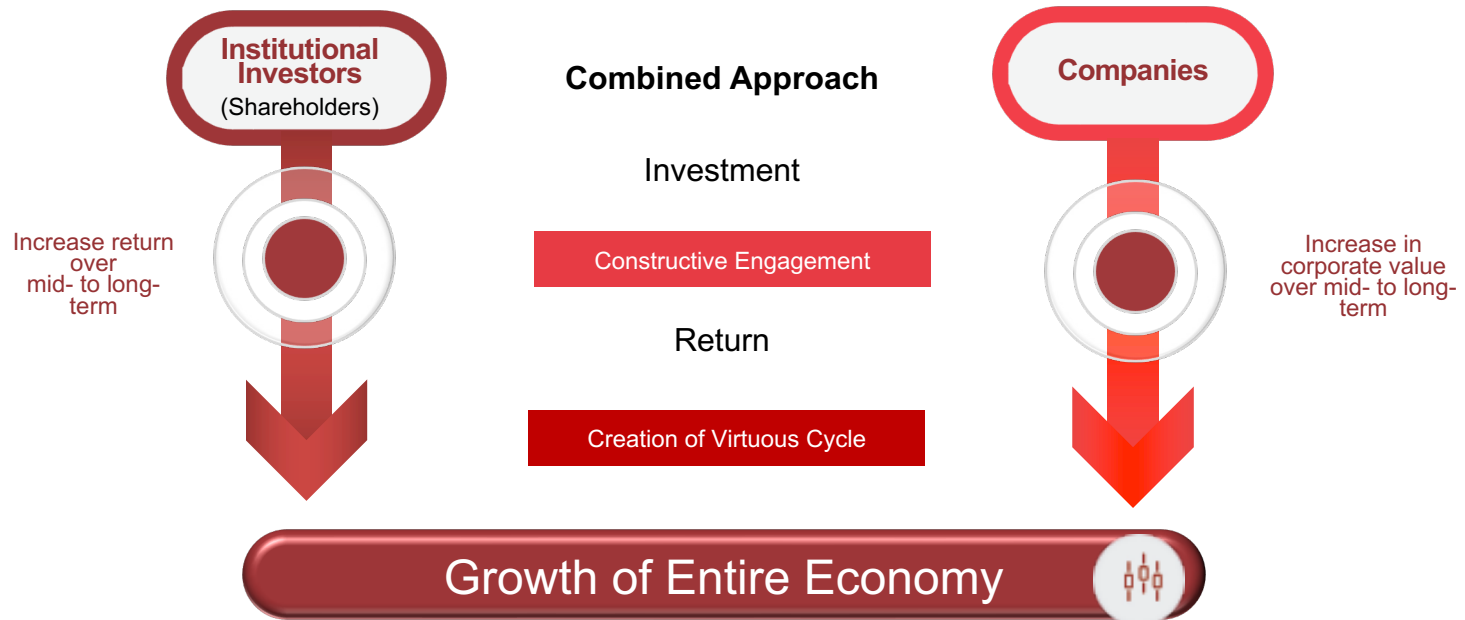 Institutional
Investors
(Shareholders)
Combined Approach
Companies
Investment
Increase return
over
mid- to long-
term
Constructive Engagement
Increase in
corporate value
over mid- to long-
term
Return
Creation of Virtuous Cycle
Growth of Entire Economy